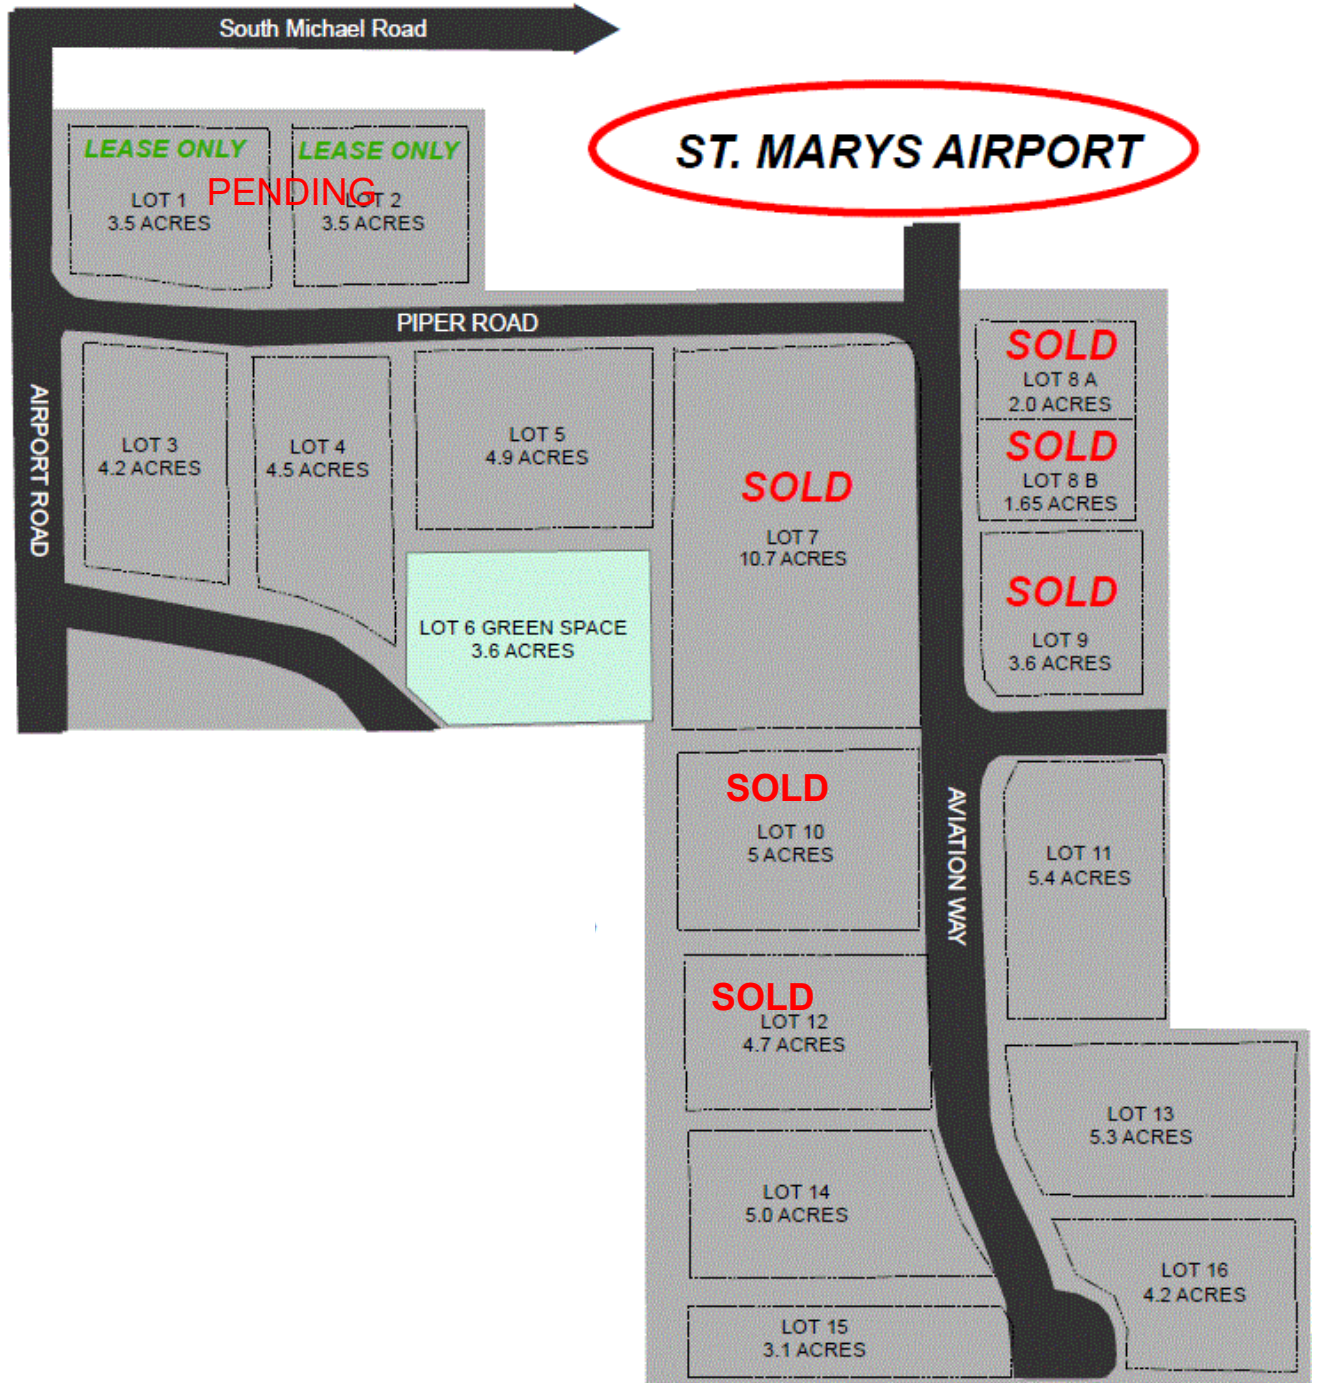 South Michael Road
ST. MARYS AIRPORT
LEASE ONLY
LOT 1
3.5 ACRES
PENDING
LEASE ONLY
LOT 2
3.5 ACRES
PIPER ROAD
AIRPORT ROAD
LOT 3
4.2 ACRES
LOT 4
4.5 ACRES
LOT 5
4.9 ACRES
LOT 6 GREEN SPACE
3.6 ACRES
SOLD
LOT 7
10.7 ACRES
SOLD
LOT 8 A
2.0 ACRES
SOLD
LOT 8 B
1.65 ACRES
SOLD
LOT 9
3.6 ACRES
SOLD
LOT 10
5 ACRES
AVIATION WAY
LOT 11
5.4 ACRES
SOLD
LOT 12
4.7 ACRES
LOT 13
5.3 ACRES
LOT 14
5.0 ACRES
LOT 15
3.1 ACRES
LOT 16
4.2 ACRES